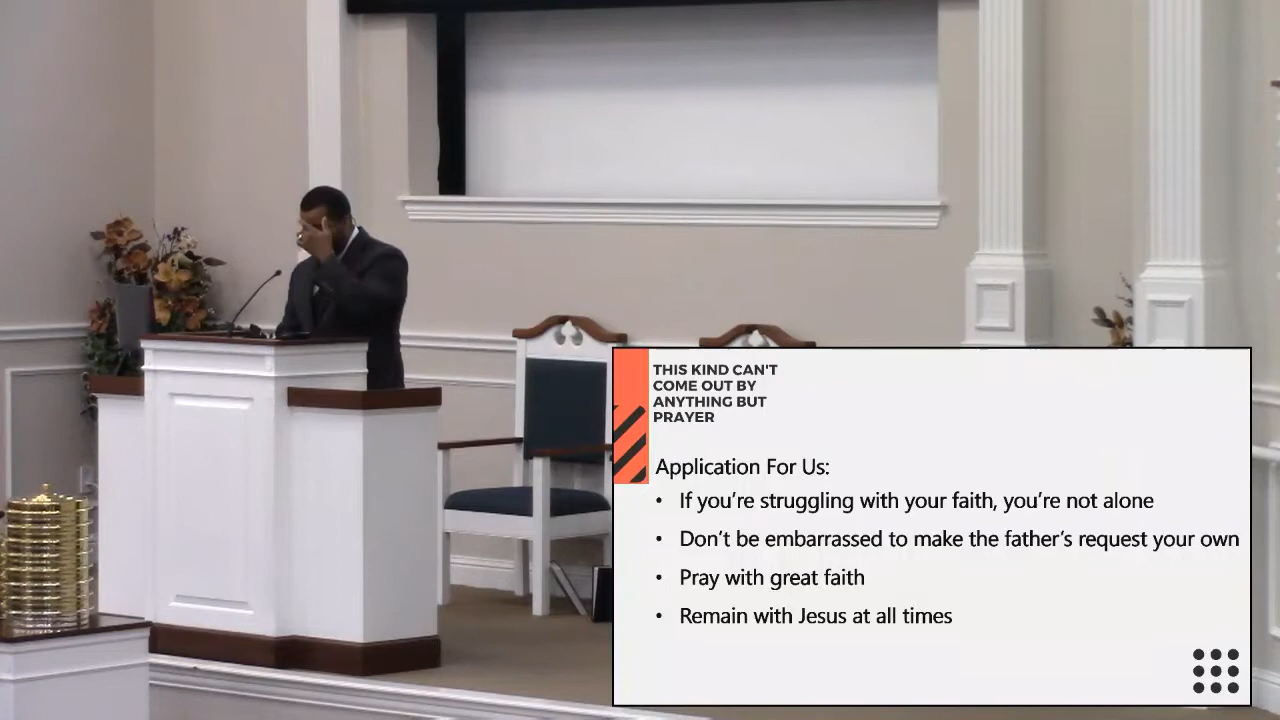 THIS KIND CAN'T
COME OUT BY
ANYTHING BUT
PRAYER
Application For Us:
• If you’re struggling with your faith, you’re not alone
• Don’t be embarrassed to make the father’s request your own
• Pray with great faith
• Remain with Jesus at all times